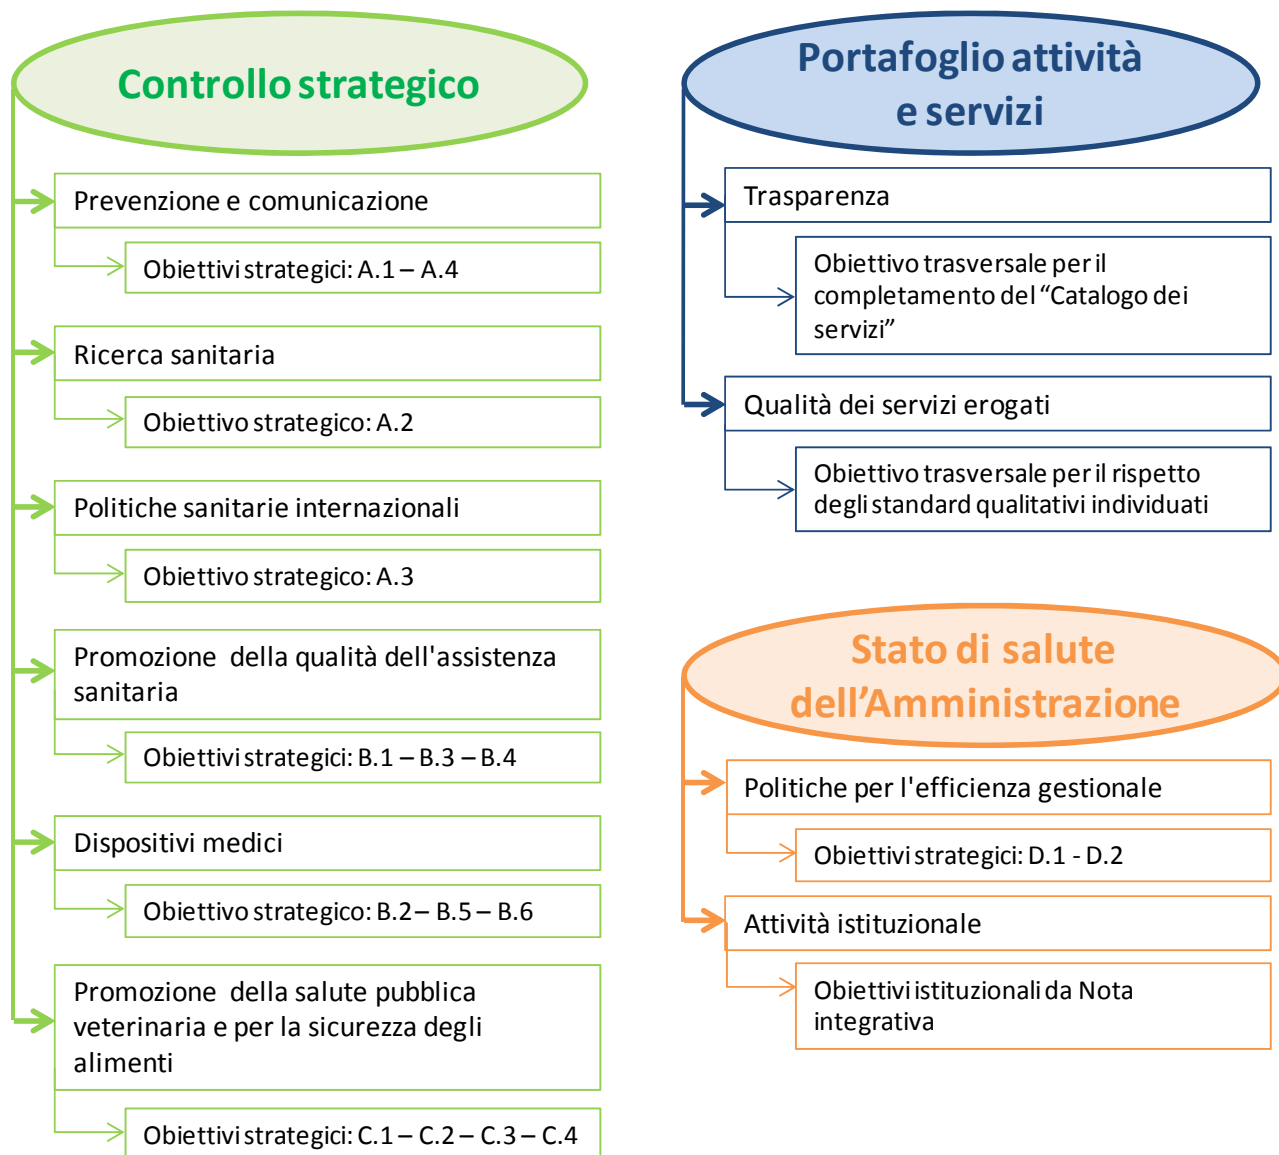 Controllo strategico
Prevenzione e comunicazione
Obiettivi strategici: A.1 – A.4
Ricerca sanitaria
Obiettivo strategico: A.2
Politiche sanitarie internazionali
Obiettivo strategico: A.3
Promozione della qualità dell'assistenza
sanitaria
Obiettivi strategici: B.1 – B.3 – B.4
Dispositivi medici
Obiettivo strategico: B.2 – B.5 – B.6
Promozione della salute pubblica
veterinaria e per la sicurezza degli
alimenti
Obiettivi strategici: C.1 – C.2 – C.3 – C.4
Portafoglio attività
e servizi
Trasparenza
Obiettivo trasversale per il
completamento del “Catalogo dei
servizi”
Qualità dei servizi erogati
Obiettivo trasversale per il rispetto
degli standard qualitativi individuati
Stato di salute
dell’Amministrazione
Politiche per l'efficienza gestionale
Obiettivi strategici: D.1 - D.2
Attività istituzionale
Obiettivi istituzionali da Nota
integrativa